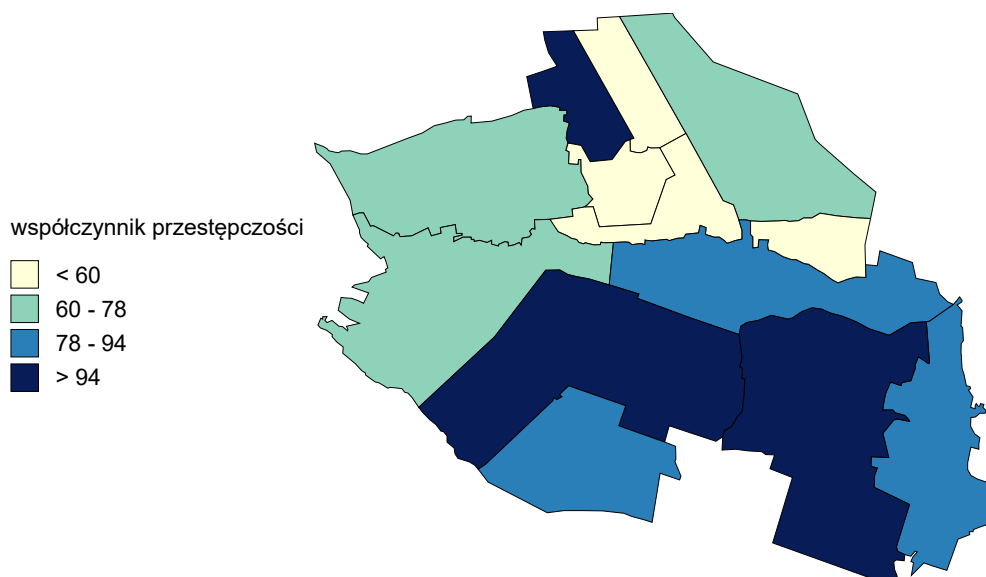 współczynnik przestępczości
< 60
60 - 78
78 - 94
> 94